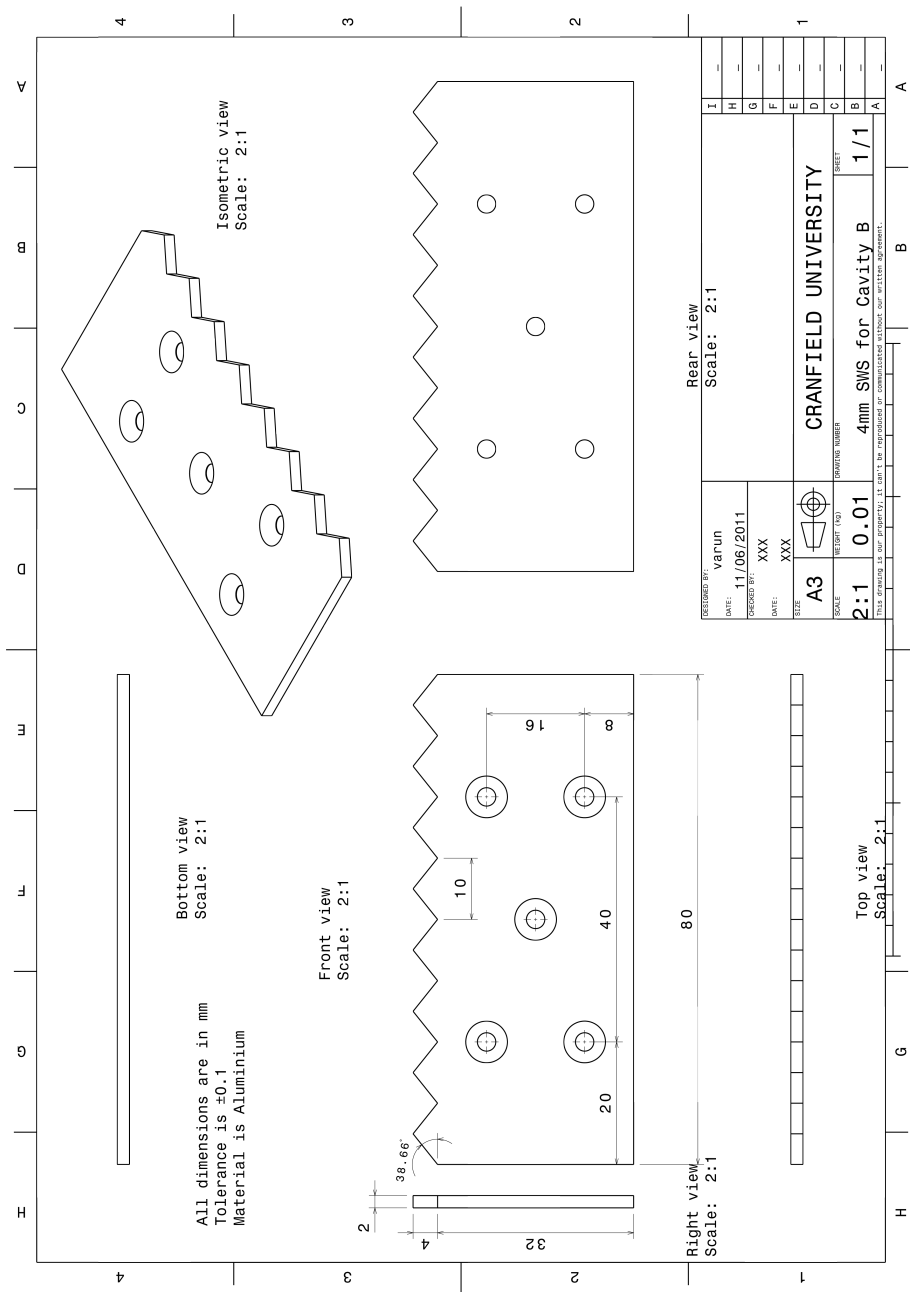 4
3
2
1
A
A
B
B
C
C
D
D
E
E
F
F
G
G
H
H
4
3
2
1
Isometric view
Scale: 2:1
Bottom view
Scale: 2:1
Front view
Scale: 2:1
All dimensions are in mm
Tolerance is ±0.1
Material is Aluminium
Rear view
Scale: 2:1
Right view
Scale: 2:1
Top view
Scale: 2:1
16
8
10
40
20
80
38.66°
2
4
32
DESIGNED BY:
varun
DATE:
11/06/2011
CHECKED BY:
XXX
DATE:
XXX
SIZE
A3
SCALE
2:1
WEIGHT (kg)
0.01
CRANFIELD UNIVERSITY
DRAWING NUMBER
4mm SWS for Cavity B
SHEET
1/1
I –
H –
G –
F –
E –
D –
C –
B –
A –
This drawing is our property; it can't be reproduced or communicated without our written agreement.